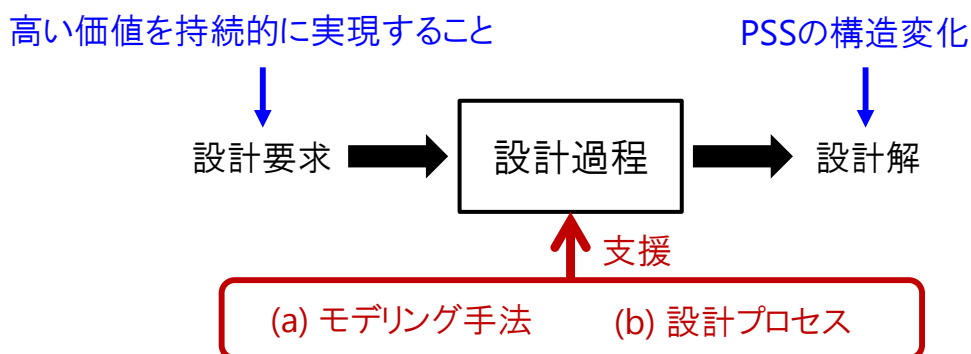 高い価値を持続的に実現すること
PSSの構造変化
設計要求
設計過程
設計解
支援
(a) モデリング手法
(b) 設計プロセス